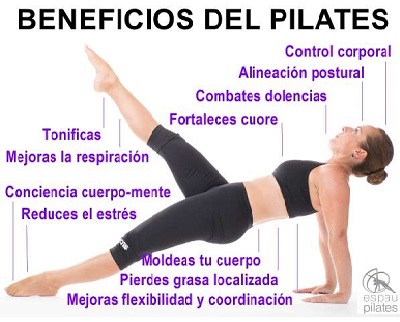 BENEFICIOS DEL PILATES
Control corporal
Alineación postural
Combates dolencias
Fortaleces cuore
Tonificas
Mejoras la respiración
Conciencia cuerpo-mente
Reduces el estrés
Moldeas tu cuerpo
Pierdes grasa localizada
Mejoras flexibilidad y coordinación
espau
pilates